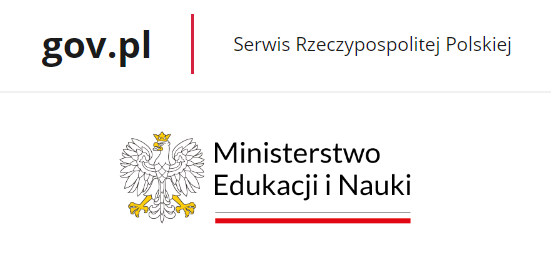 gov.pl
Serwis Rzeczypospolitej Polskiej
Ministerstwo
Edukacji i Nauki